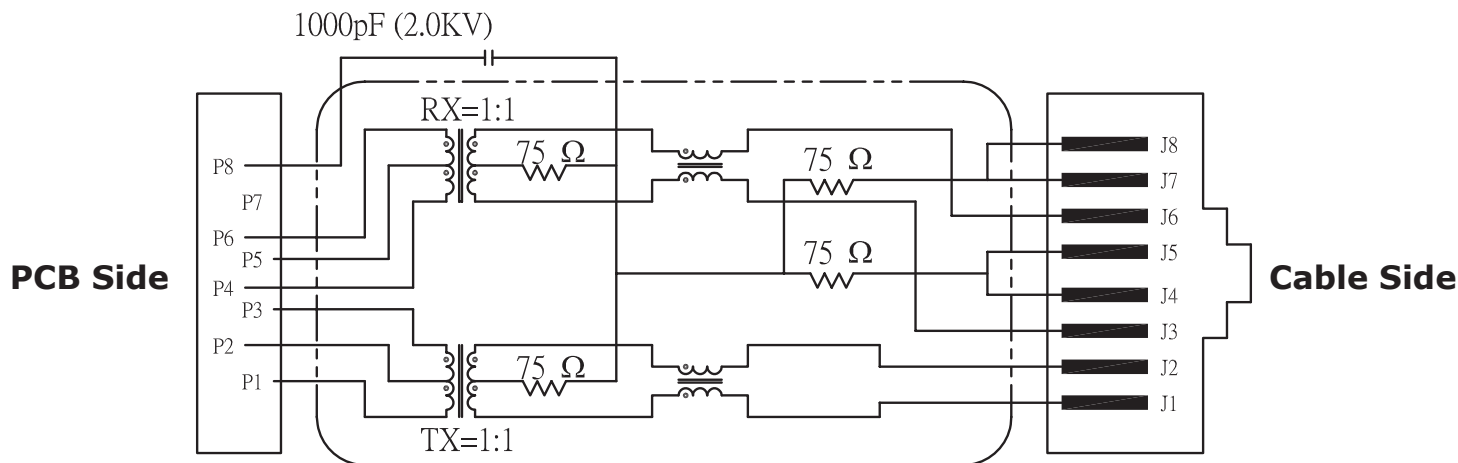 1000pF (2.0KV)
RX=1:1
75 Ω
75 Ω
75 Ω
75 Ω
TX=1:1
P8
P7
P6
P5
P4
P3
P2
P1
PCB Side
J8
J7
J6
J5
J4
J3
J2
J1
Cable Side